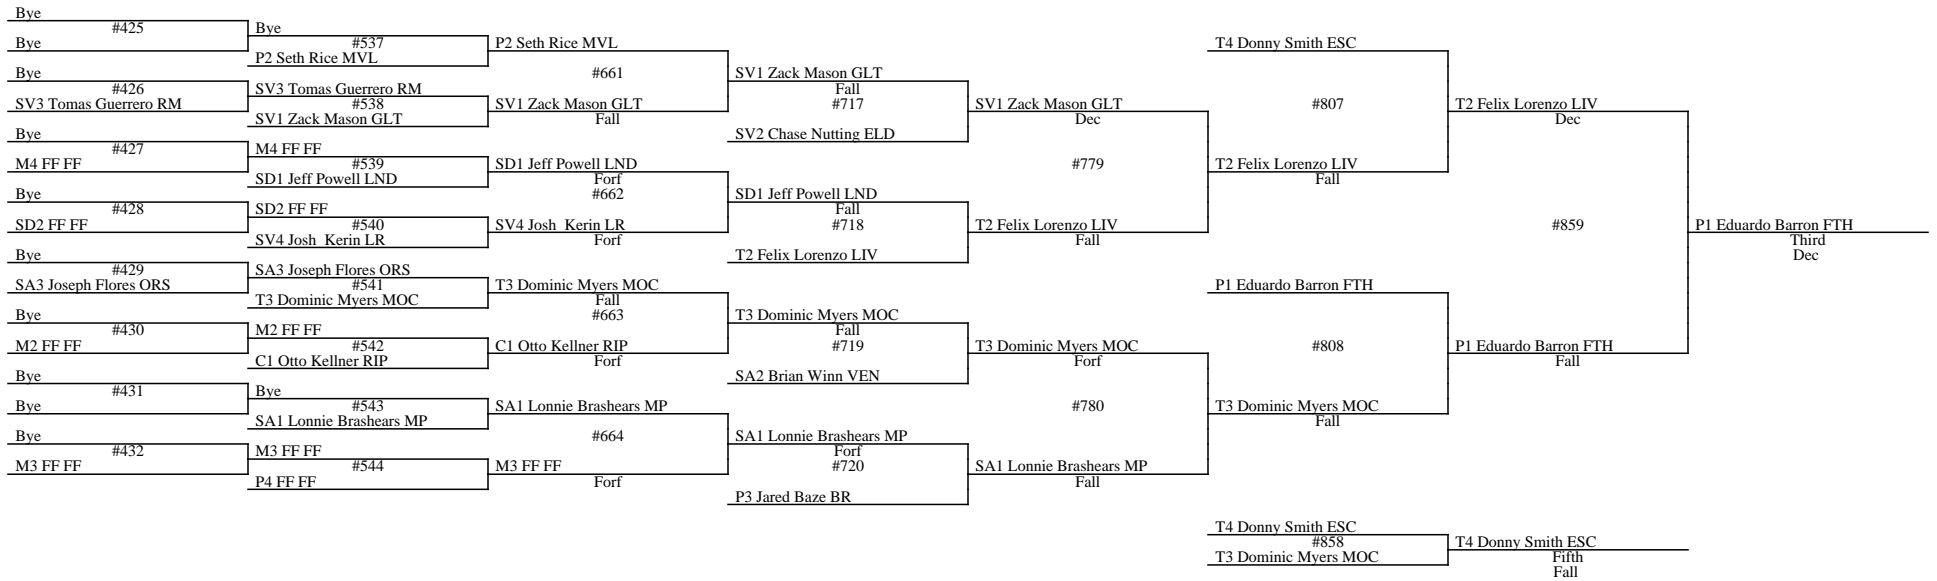 Bye
#425
Bye
Bye
#426
SV3 Tomas Guerrero RM
Bye
#427
M4 FF FF
Bye
#428
SD2 FF FF
Bye
#429
SA3 Joseph Flores ORS
Bye
#430
M2 FF FF
Bye
#431
Bye
Bye
#432
M3 FF FF
Bye
#537
P2 Seth Rice MVL
SV3 Tomas Guerrero RM
#538
SV1 Zack Mason GLT
M4 FF FF
#539
SD1 Jeff Powell LND
SD2 FF FF
#540
SV4 Josh  Kerin LR
SA3 Joseph Flores ORS
#541
T3 Dominic Myers MOC
M2 FF FF
#542
C1 Otto Kellner RIP
Bye
#543
SA1 Lonnie Brashears MP
M3 FF FF
#544
P4 FF FF
P2 Seth Rice MVL
#661
SV1 Zack Mason GLT
Fall
SD1 Jeff Powell LND
Forf
#662
SV4 Josh  Kerin LR
Forf
T3 Dominic Myers MOC
Fall
#663
C1 Otto Kellner RIP
Forf
SA1 Lonnie Brashears MP
#664
M3 FF FF
Forf
SV1 Zack Mason GLT
Fall
#717
SV2 Chase Nutting ELD
SD1 Jeff Powell LND
Fall
#718
T2 Felix Lorenzo LIV
T3 Dominic Myers MOC
Fall
#719
SA2 Brian Winn VEN
SA1 Lonnie Brashears MP
Forf
#720
P3 Jared Baze BR
SV1 Zack Mason GLT
Dec
#779
T2 Felix Lorenzo LIV
Fall
T3 Dominic Myers MOC
Forf
#780
SA1 Lonnie Brashears MP
Fall
T4 Donny Smith ESC
#807
T2 Felix Lorenzo LIV
Fall
P1 Eduardo Barron FTH
#808
T3 Dominic Myers MOC
Fall
T4 Donny Smith ESC
#858
T3 Dominic Myers MOC
T2 Felix Lorenzo LIV
Dec
#859
P1 Eduardo Barron FTH
Fall
T4 Donny Smith ESC
Fifth
Fall
P1 Eduardo Barron FTH
Third
Dec